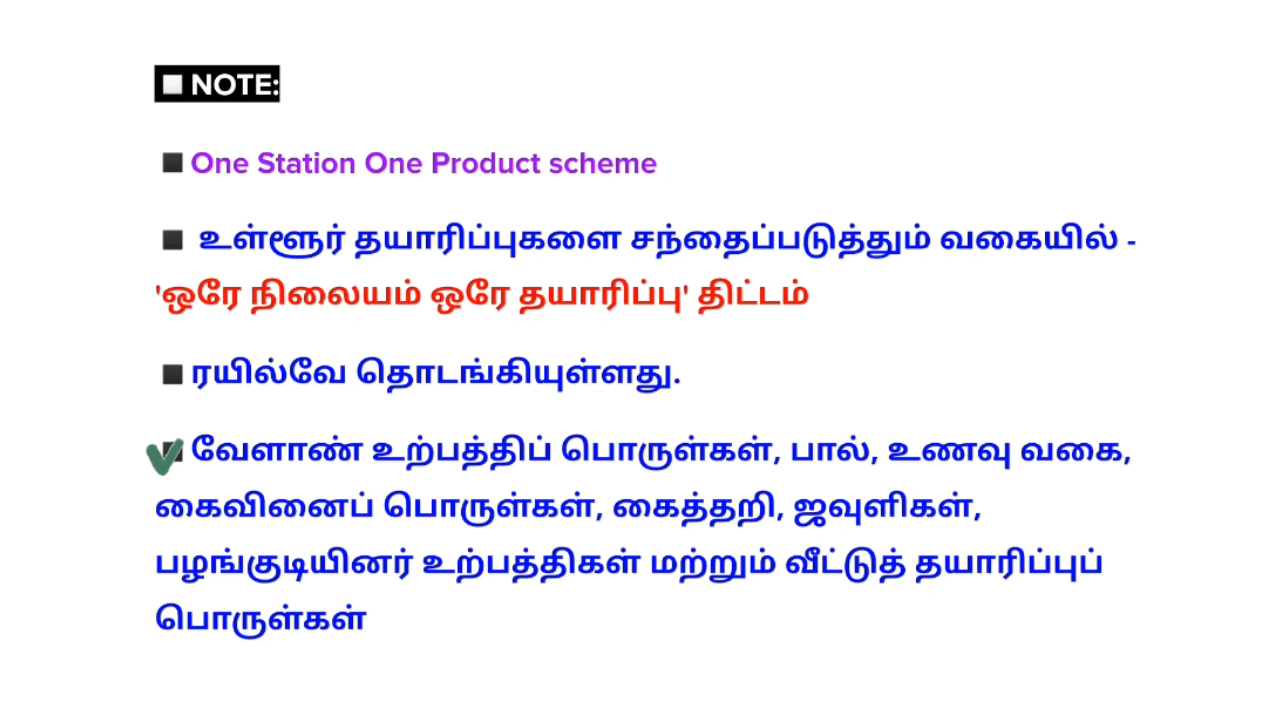 NOTE:
One Station One Product scheme
உள்ளூர் தயாரிப்புகளை சந்தைப்படுத்தும் வகையில் -
'ஒரே நிலையம் ஒரே தயாரிப்பு' திட்டம்
ரயில்வே தொடங்கியுள்ளது.
வேளாண் உற்பத்திப் பொருள்கள், பால், உணவு வகை,
கைவினைப் பொருள்கள், கைத்தறி, ஜவுளிகள்,
பழங்குடியினர் உற்பத்திகள் மற்றும் வீட்டுத் தயாரிப்புப்
பொருள்கள்